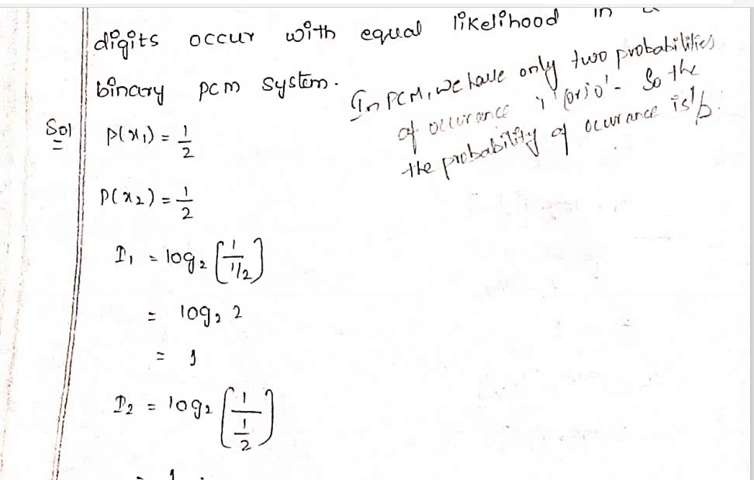 digits occur with equal likelihood in a
binary pcm system.
(In PCM, we have only two probabilities
of occurance '1' (or) '0' - So the
the probability of ocurance is 1/2.
Sol
P(x₁) = 1/2
P(x₂) = 1/2
I₁ = log₂ [1/(1/2)]
= log₂ 2
= 1
I₂ = log₂ [1/(1/2)]
= 1.